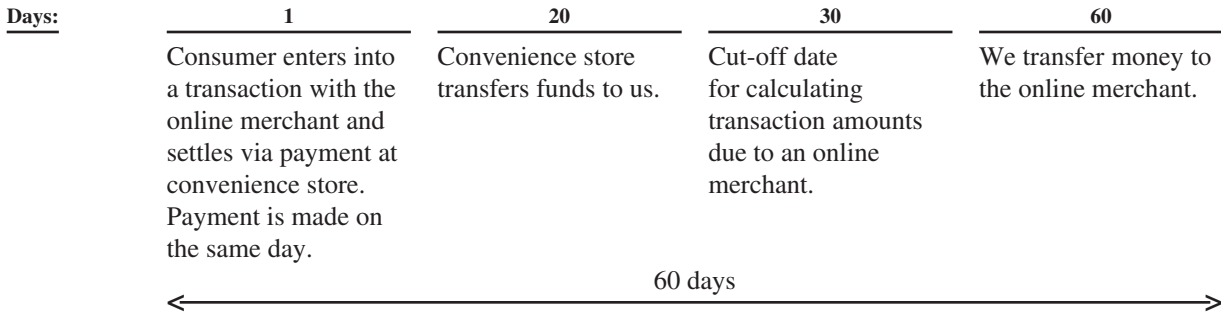 Days: 1 20 30 60
Consumer enters into
a transaction with the
online merchant and
settles via payment at
convenience store.
Payment is made on
the same day.
Convenience store
transfers funds to us.
Cut-off date
for calculating
transaction amounts
due to an online
merchant.
We transfer money to
the online merchant.
60 days